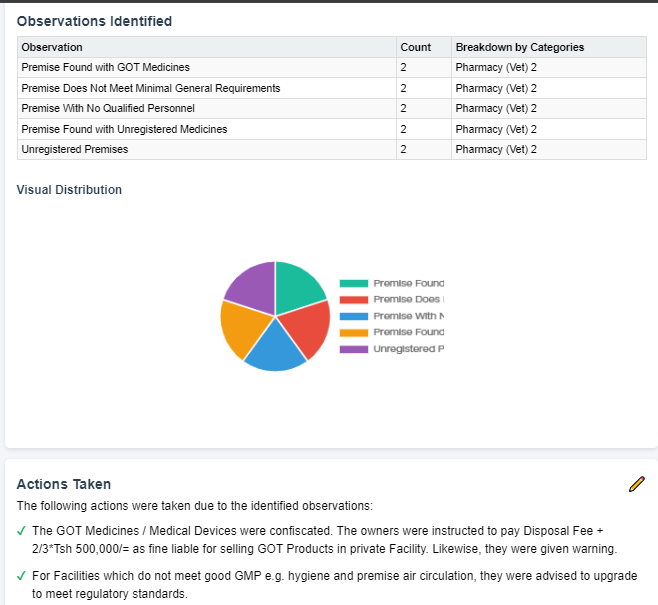 Observations Identified
Observation Count Breakdown by Categories
Premise Found with GOT Medicines 2 Pharmacy (Vet) 2
Premise Does Not Meet Minimal General Requirements 2 Pharmacy (Vet) 2
Premise With No Qualified Personnel 2 Pharmacy (Vet) 2
Premise Found with Unregistered Medicines 2 Pharmacy (Vet) 2
Unregistered Premises 2 Pharmacy (Vet) 2
Visual Distribution
Premise Found
Premise Does
Premise With N
Premise Found
Unregistered P
Actions Taken
The following actions were taken due to the identified observations:
✓ The GOT Medicines / Medical Devices were confiscated. The owners were instructed to pay Disposal Fee +
2/3*Tsh 500,000/= as fine liable for selling GOT Products in private Facility. Likewise, they were given warning.
✓ For Facilities which do not meet good GMP e.g. hygiene and premise air circulation, they were advised to upgrade
to meet regulatory standards.